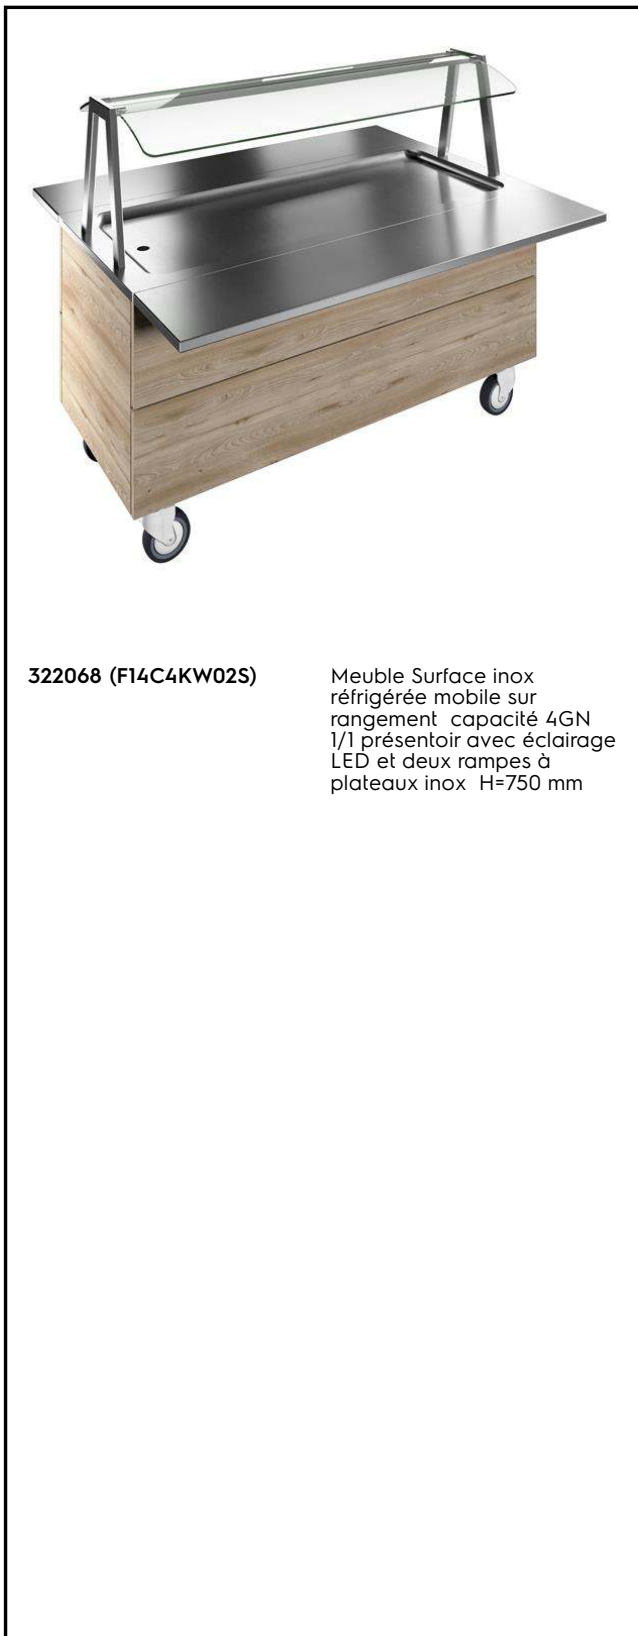 322068 (F14C4KW02S)
Meuble Surface inox
réfrigérée mobile sur
rangement  capacité 4GN
1/1 présentoir avec éclairage
LED et deux rampes à
plateaux inox  H=750 mm